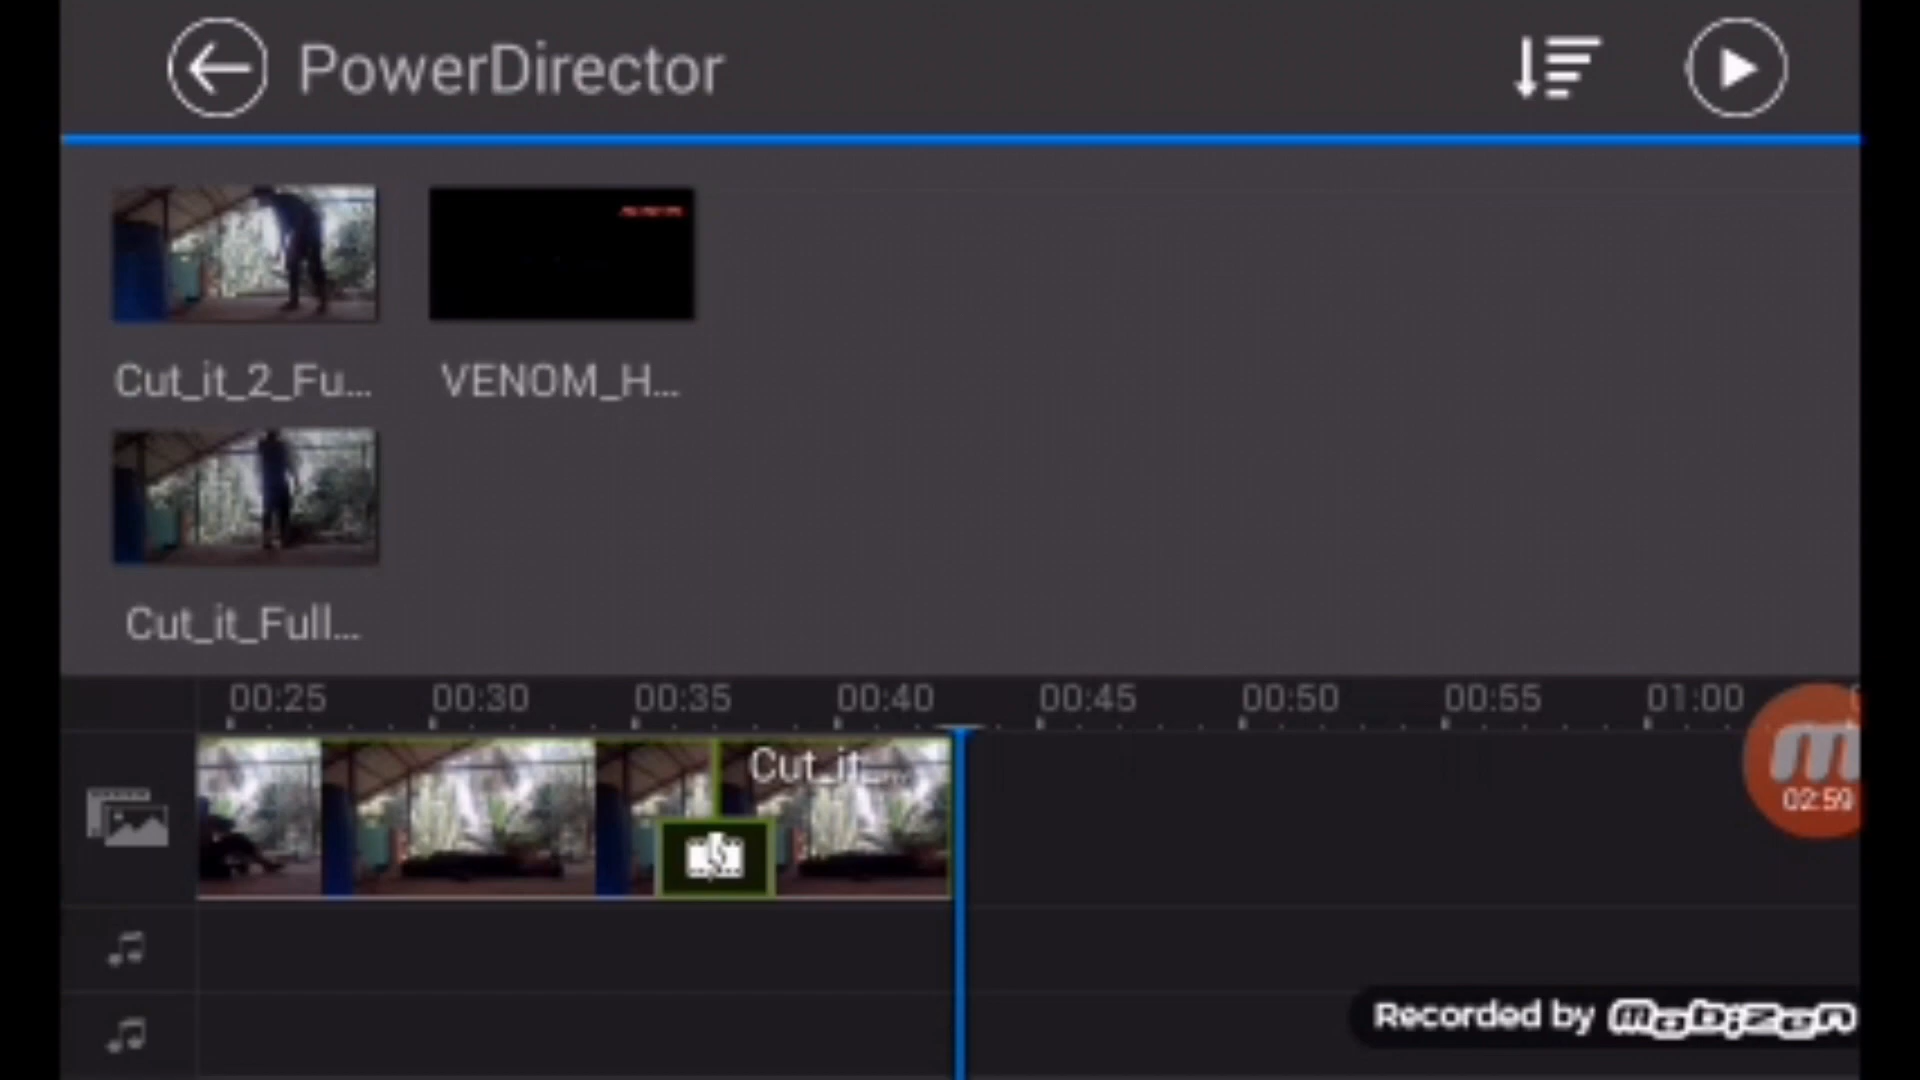 PowerDirector
Cut_it_2_Fu...
VENOM_H...
Cut_it_Full...
00:25 00:30 00:35 00:40 00:45 00:50 00:55 01:00
Cut_it_...
02:59
Recorded by mobizen